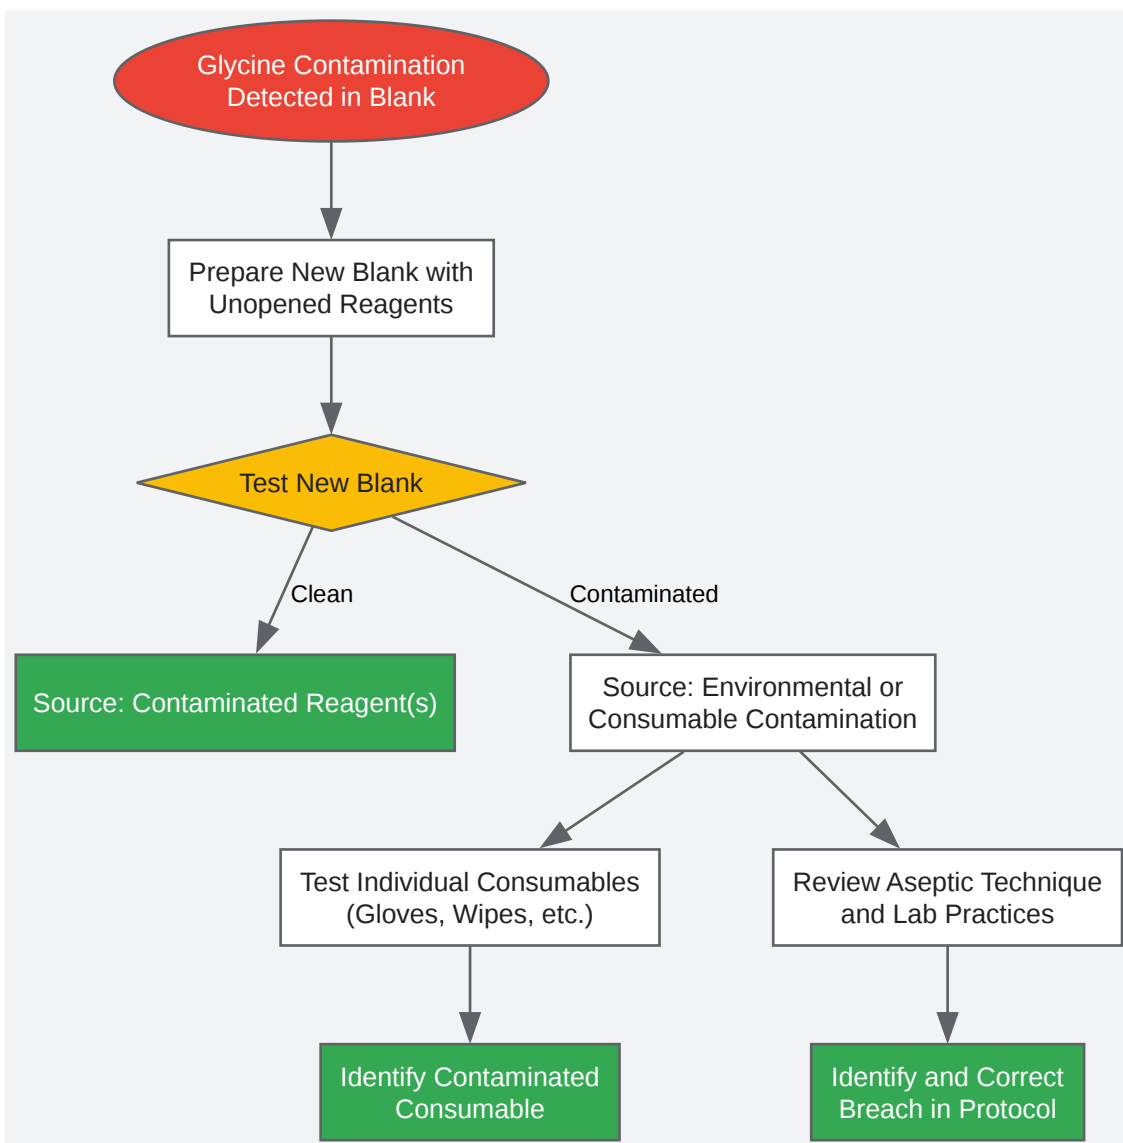 Glycine Contamination
Detected in Blank
Prepare New Blank with
Unopened Reagents
Test New Blank
Clean
Contaminated
Source: Contaminated Reagent(s)
Source: Environmental or
Consumable Contamination
Test Individual Consumables
(Gloves, Wipes, etc.)
Review Aseptic Technique
and Lab Practices
Identify Contaminated
Consumable
Identify and Correct
Breach in Protocol